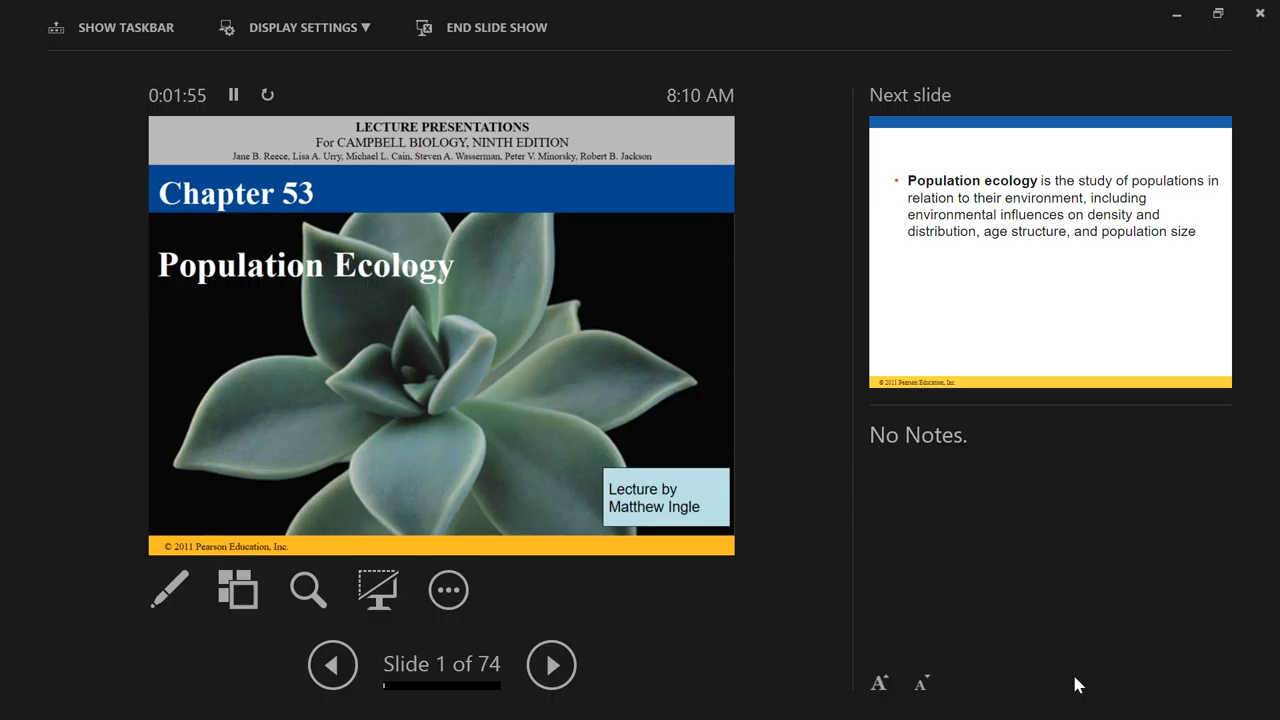 SHOW TASKBAR
DISPLAY SETTINGS ▼
END SLIDE SHOW
0:01:55
8:10 AM
LECTURE PRESENTATIONS
For CAMPBELL BIOLOGY, NINTH EDITION
Jane B. Reece, Lisa A. Urry, Michael L. Cain, Steven A. Wasserman, Peter V. Minorsky, Robert B. Jackson
Chapter 53
Population Ecology
Lecture by
Matthew Ingle
© 2011 Pearson Education, Inc.
Slide 1 of 74
Next slide
• Population ecology is the study of populations in
relation to their environment, including
environmental influences on density and
distribution, age structure, and population size
© 2011 Pearson Education, Inc.
No Notes.
A A